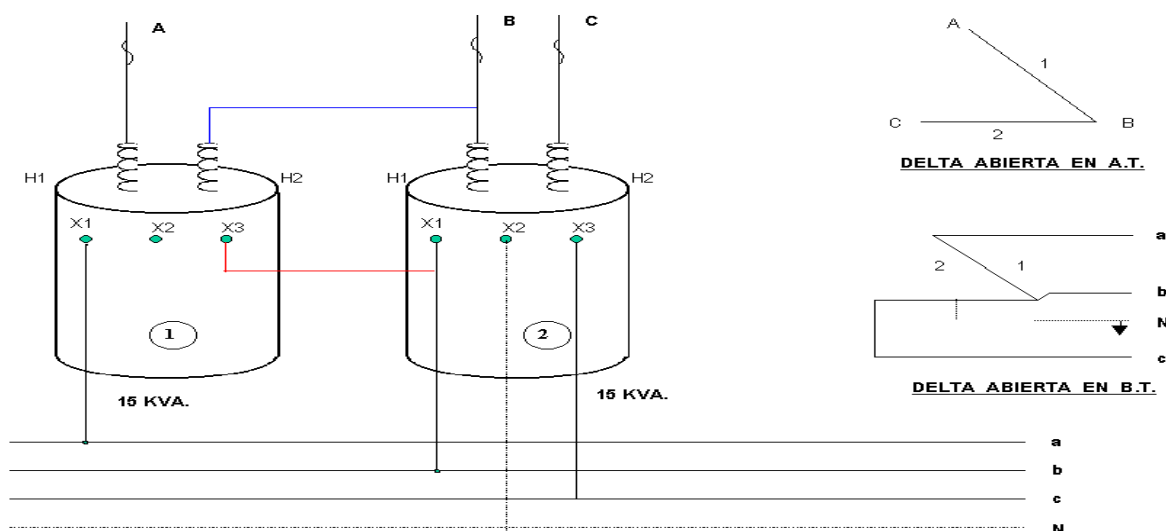 A
B
C
H1
H2
H1
H2
X1
X2
X3
X1
X2
X3
1
2
15 KVA.
15 KVA.
a
b
c
N
A
1
C
2
B
DELTA ABIERTA EN A.T.
a
2
1
b
N
c
DELTA ABIERTA EN B.T.